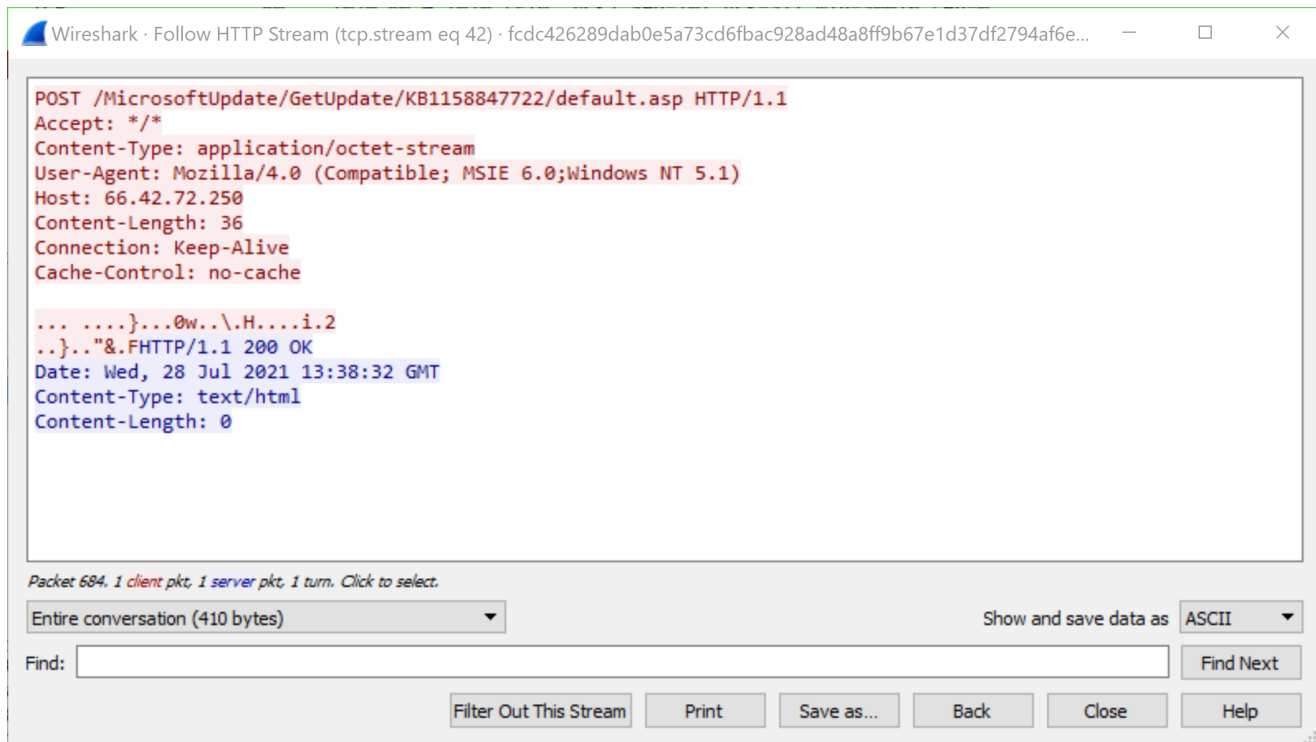 Wireshark · Follow HTTP Stream (tcp.stream eq 42) · fcdc426289dab0e5a73cd6fbac928ad48a8ff9b67e1d37df2794af6e...
POST /MicrosoftUpdate/GetUpdate/KB1158847722/default.asp HTTP/1.1
Accept: */*
Content-Type: application/octet-stream
User-Agent: Mozilla/4.0 (Compatible; MSIE 6.0;Windows NT 5.1)
Host: 66.42.72.250
Content-Length: 36
Connection: Keep-Alive
Cache-Control: no-cache
... ....}...0w..\.H....i.2
..}.."&.FHTTP/1.1 200 OK
Date: Wed, 28 Jul 2021 13:38:32 GMT
Content-Type: text/html
Content-Length: 0
Packet 684. 1 client pkt, 1 server pkt, 1 turn. Click to select.
Entire conversation (410 bytes) Show and save data as ASCII
Find: Find Next
Filter Out This Stream Print Save as... Back Close Help